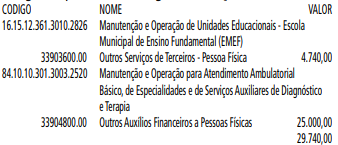 CODIGO NOME VALOR
16.15.12.361.3010.2826 Manutenção e Operação de Unidades Educacionais - Escola
Municipal de Ensino Fundamental (EMEF)
33903600.00 Outros Serviços de Terceiros - Pessoa Física 4.740,00
84.10.10.301.3003.2520 Manutenção e Operação para Atendimento Ambulatorial
Básico, de Especialidades e de Serviços Auxiliares de Diagnóstico
e Terapia
33904800.00 Outros Auxílios Financeiros a Pessoas Físicas 25.000,00
29.740,00